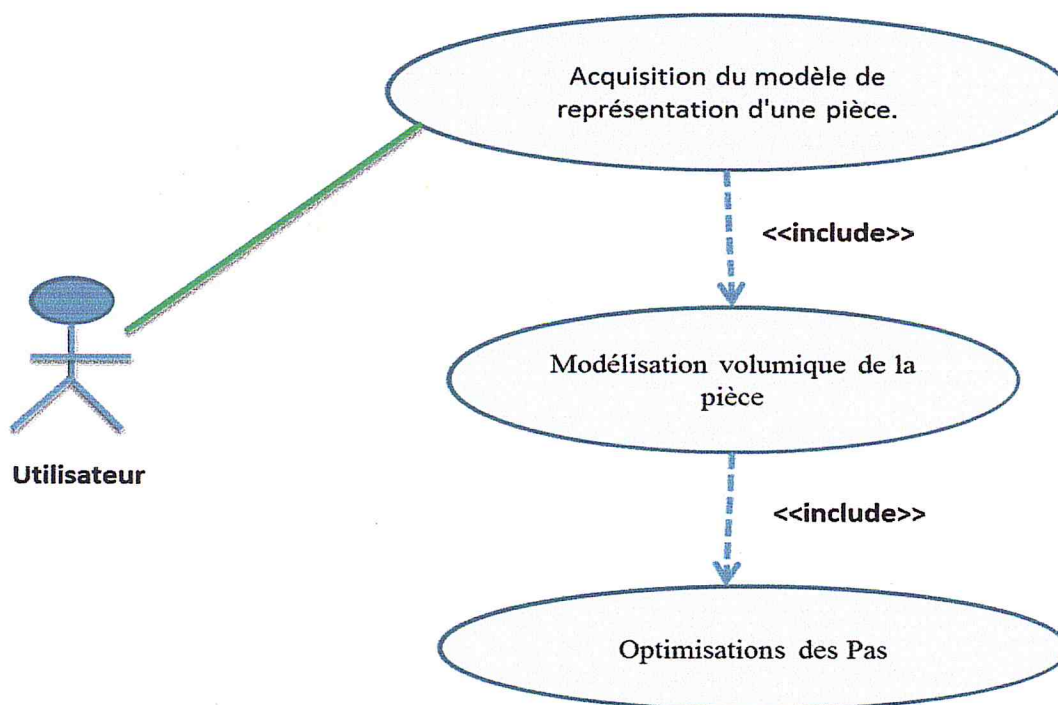 Acquisition du modèle de
représentation d'une pièce.
<<include>>
Modélisation volumique de la
pièce
Utilisateur
<<include>>
Optimisations des Pas